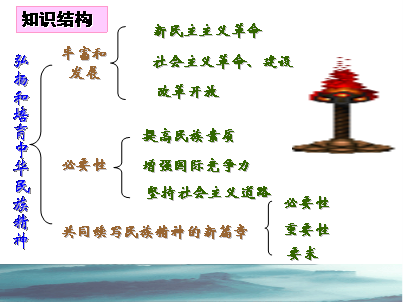 知识结构
弘扬和培育中华民族精神
丰富和
发展
新民主主义革命
社会主义革命、建设
改革开放
必要性
提高民族素质
增强国际竞争力
坚持社会主义道路
共同续写民族精神的新篇章
必要性
重要性
要求